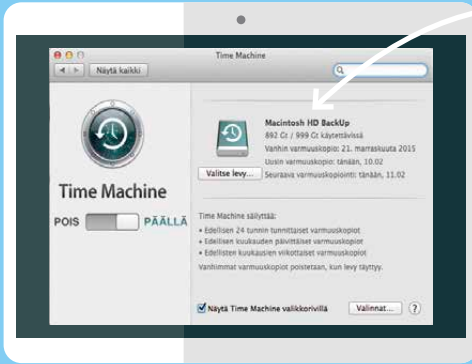 Time Machine
Näytä kaikki
Macintosh HD BackUp
892 Gt / 999 Gt käytettävissä
Vanhin varmuuskopio: 21. marraskuuta 2015
Uusin varmuuskopio: tänään, 10.02
Valitse levy...
Seuraava varmuuskopiointi: tänään, 11.02
Time Machine
POIS
PÄÄLLÄ
Time Machine säilyttää:
• Edellisen 24 tunnin tunnittaiset varmuuskopiot
• Edellisen kuukauden päivittäiset varmuuskopiot
• Edellisten kuukausien viikottaiset varmuuskopiot
Vanhimmat varmuuskopiot poistetaan, kun levy täyttyy.
Näytä Time Machine valikkorivillä
Valinnat...
?